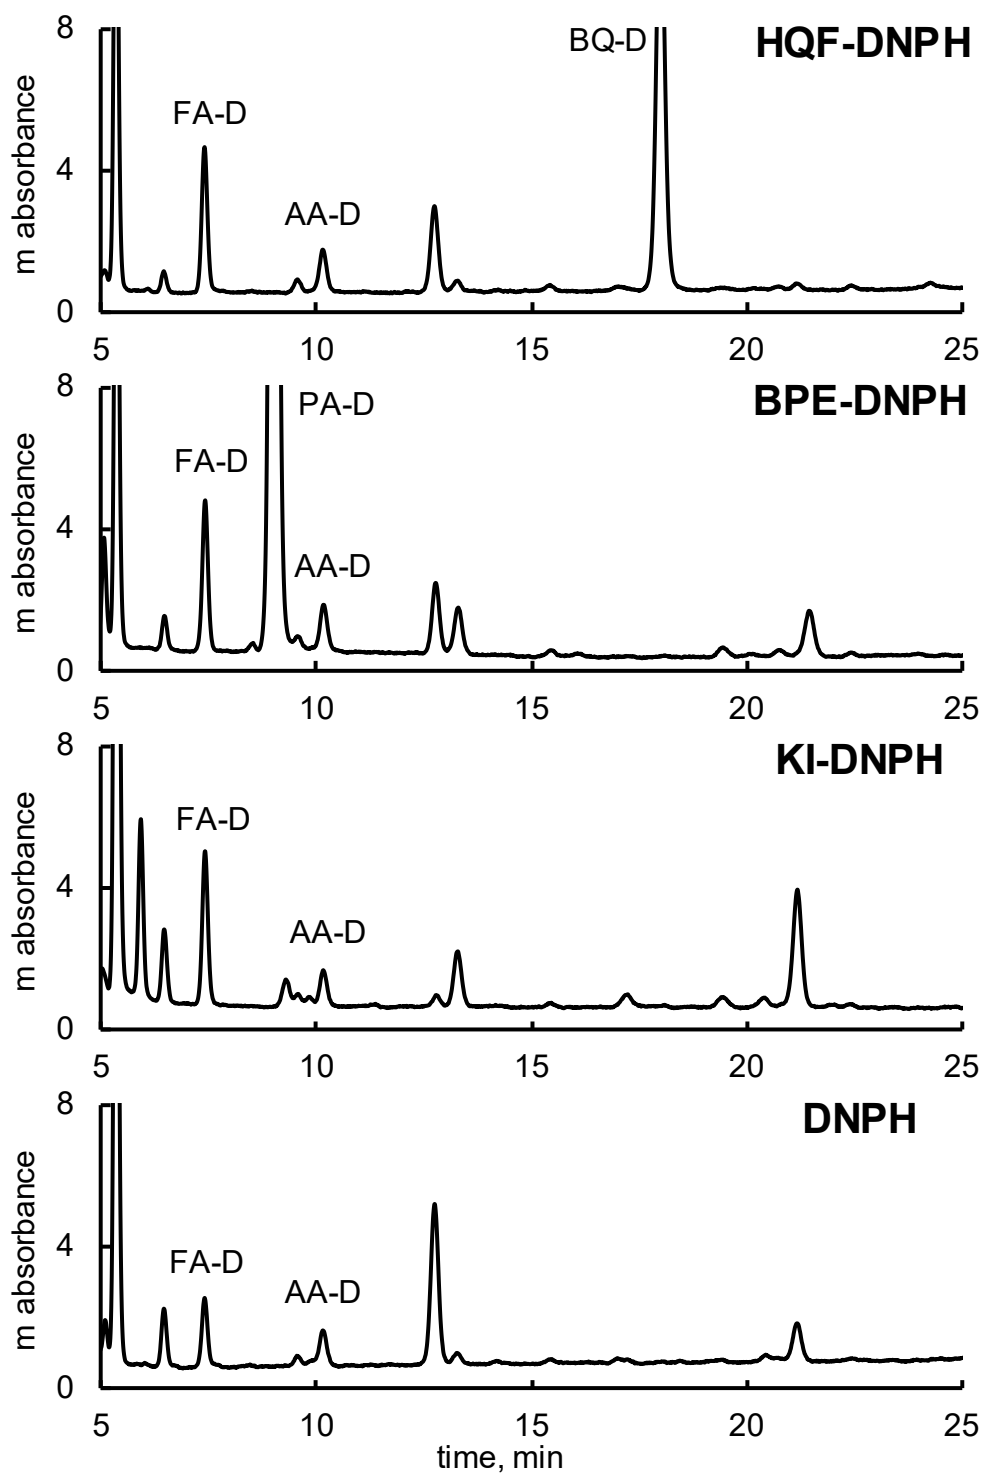 8
BQ-D
HQF-DNPH
FA-D
m absorbance
4
AA-D
0
5
10
15
20
25
8
PA-D
BPE-DNPH
FA-D
m absorbance
4
AA-D
0
5
10
15
20
25
8
KI-DNPH
FA-D
m absorbance
4
AA-D
0
5
10
15
20
25
8
DNPH
m absorbance
4
FA-D
AA-D
0
5
10
15
20
25
time, min